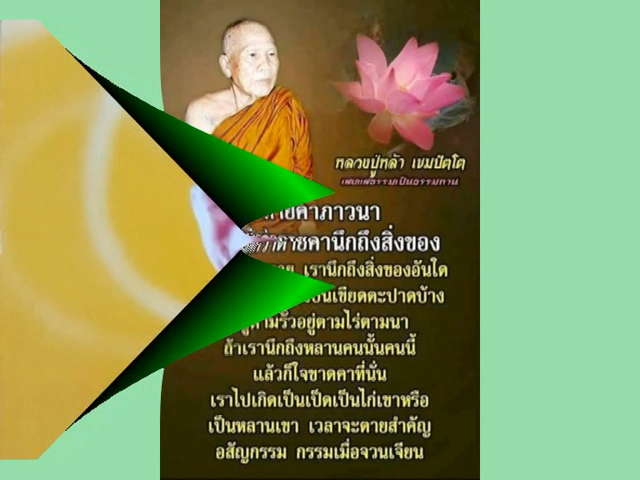 หลวงปู่หล้า เขมปัตโต
เผยแผ่ธรรมเป็นธรรมทาน
คำภาวนา
นึกถึงสิ่งของ
เรานึกถึงสิ่งของอันใด
เป็นเขียดตะปาดบ้าง
อยู่ตามไร่ตามนา
ถ้าเรานึกถึงหลานคนนั้นคนนี้
แล้วก็ใจขาดคาที่นั่น
เราไปเกิดเป็นเป็ดเป็นไก่เขาหรือ
เป็นหลานเขา เวลาจะตายสำคัญ
อสัญกรรม กรรมเมื่อจวนเจียน